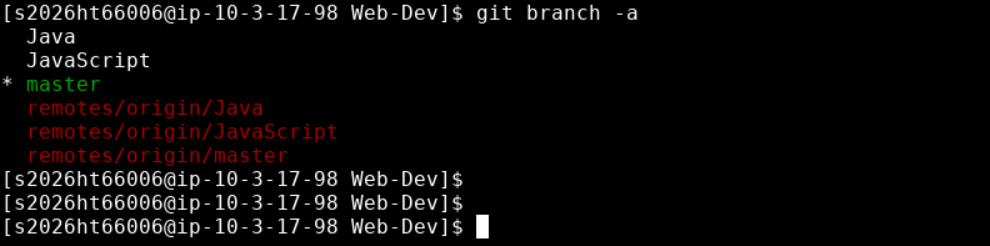 [s2026ht66006@ip-10-3-17-98 Web-Dev]$ git branch -a
  Java
  JavaScript
* master
  remotes/origin/Java
  remotes/origin/JavaScript
  remotes/origin/master
[s2026ht66006@ip-10-3-17-98 Web-Dev]$
[s2026ht66006@ip-10-3-17-98 Web-Dev]$
[s2026ht66006@ip-10-3-17-98 Web-Dev]$